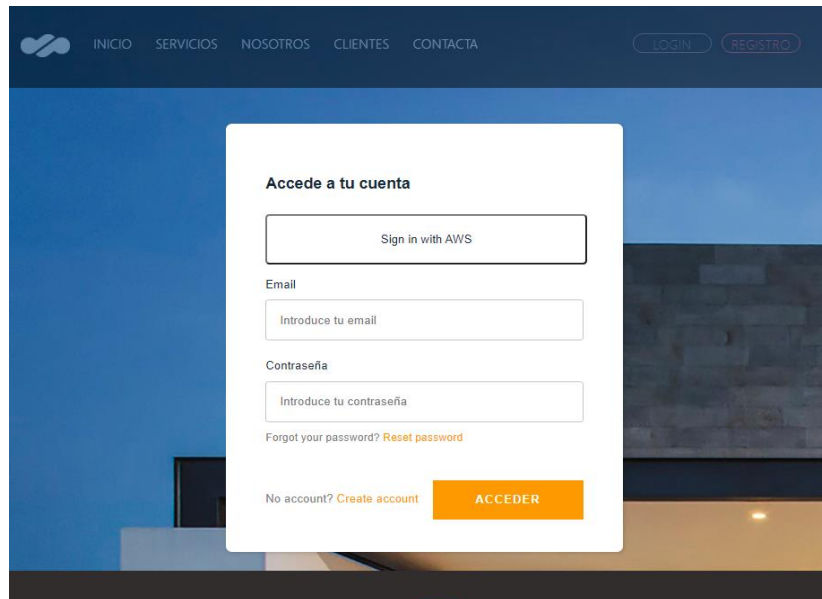 INICIO SERVICIOS NOSOTROS CLIENTES CONTACTA LOGIN REGISTRO
Accede a tu cuenta
Sign in with AWS
Email
Introduce tu email
Contraseña
Introduce tu contraseña
Forgot your password? Reset password
No account? Create account ACCEDER